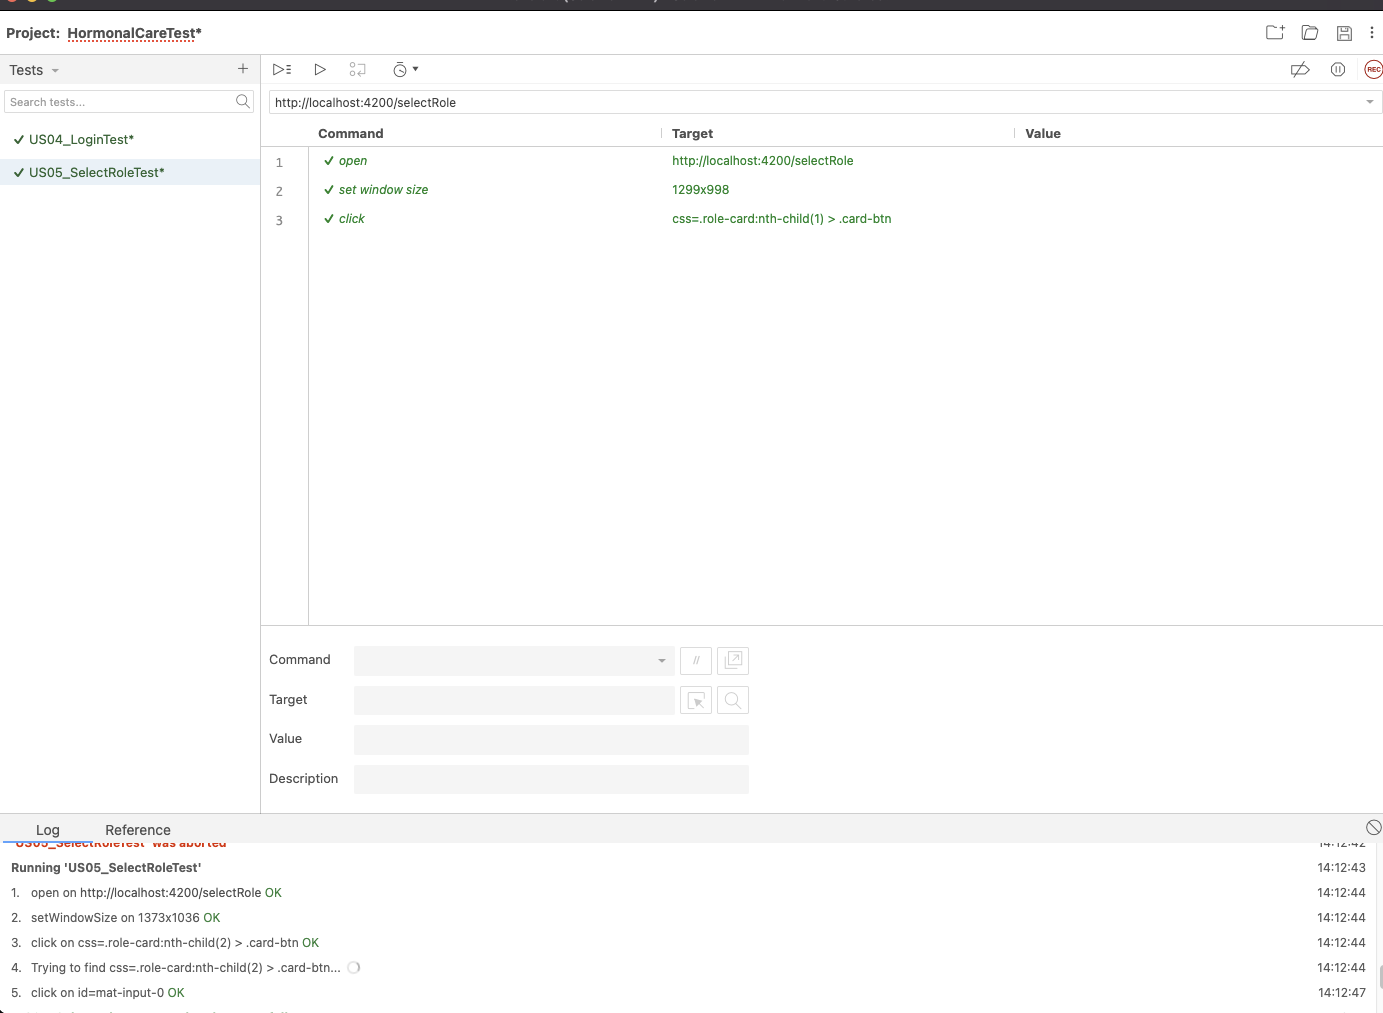 Project: HormonalCareTest*
Tests
REC
Search tests...
http://localhost:4200/selectRole
Command Target Value
✓ US04_LoginTest*
✓ US05_SelectRoleTest*
1 ✓ open http://localhost:4200/selectRole
2 ✓ set window size 1299x998
3 ✓ click css=.role-card:nth-child(1) > .card-btn
Command //
Target
Value
Description
Log Reference
'US05_SelectRoleTest' was aborted 14:12:42
Running 'US05_SelectRoleTest' 14:12:43
1. open on http://localhost:4200/selectRole OK 14:12:44
2. setWindowSize on 1373x1036 OK 14:12:44
3. click on css=.role-card:nth-child(2) > .card-btn OK 14:12:44
4. Trying to find css=.role-card:nth-child(2) > .card-btn... 14:12:44
5. click on id=mat-input-0 OK 14:12:47